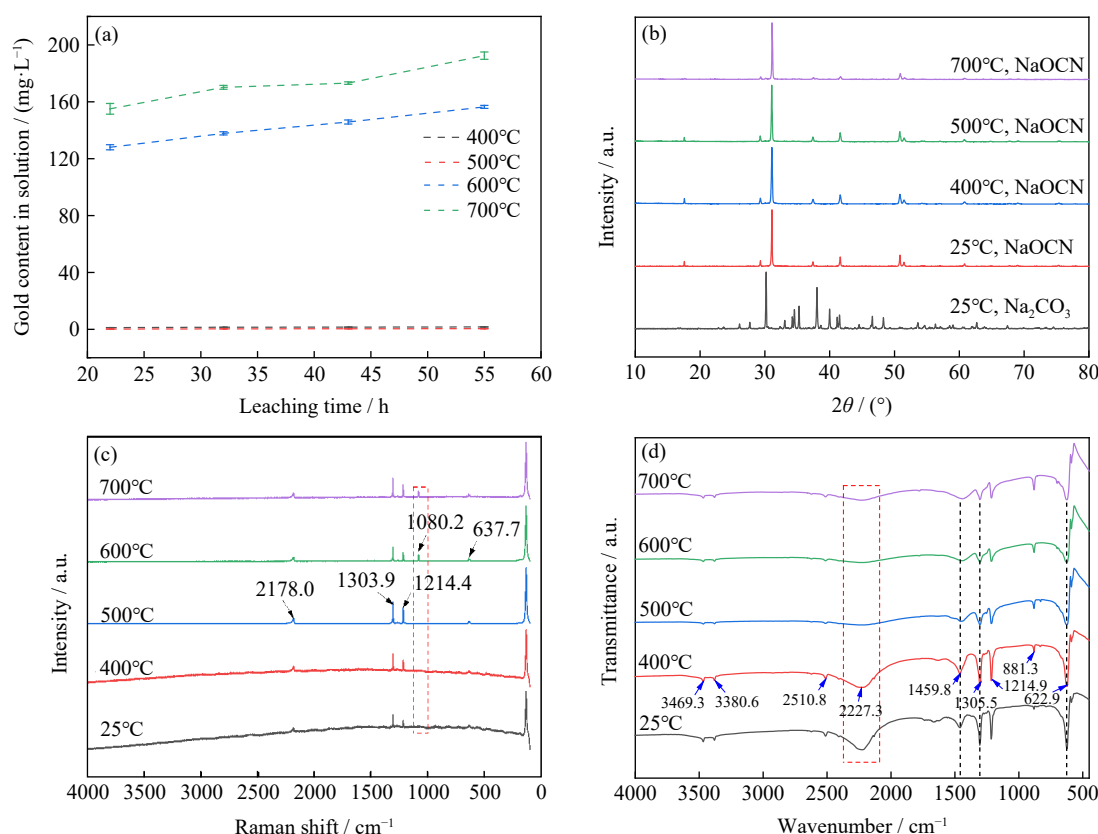 (a)
200
160
120
80
40
0
Gold content in solution / (mg·L⁻¹)
400℃
500℃
600℃
700℃
20 25 30 35 40 45 50 55 60
Leaching time / h
(b)
700℃, NaOCN
500℃, NaOCN
400℃, NaOCN
25℃, NaOCN
25℃, Na₂CO₃
Intensity / a.u.
10 20 30 40 50 60 70 80
2θ / (°)
(c)
700℃
1080.2
637.7
600℃
2178.0
1303.9
1214.4
500℃
400℃
25℃
Intensity / a.u.
4000 3500 3000 2500 2000 1500 1000 500 0
Raman shift / cm⁻¹
(d)
700℃
600℃
500℃
400℃
881.3
3469.3
3380.6
2510.8
2227.3
1459.8
1305.5
1214.9
622.9
25℃
Transmittance / a.u.
4000 3500 3000 2500 2000 1500 1000 500
Wavenumber / cm⁻¹